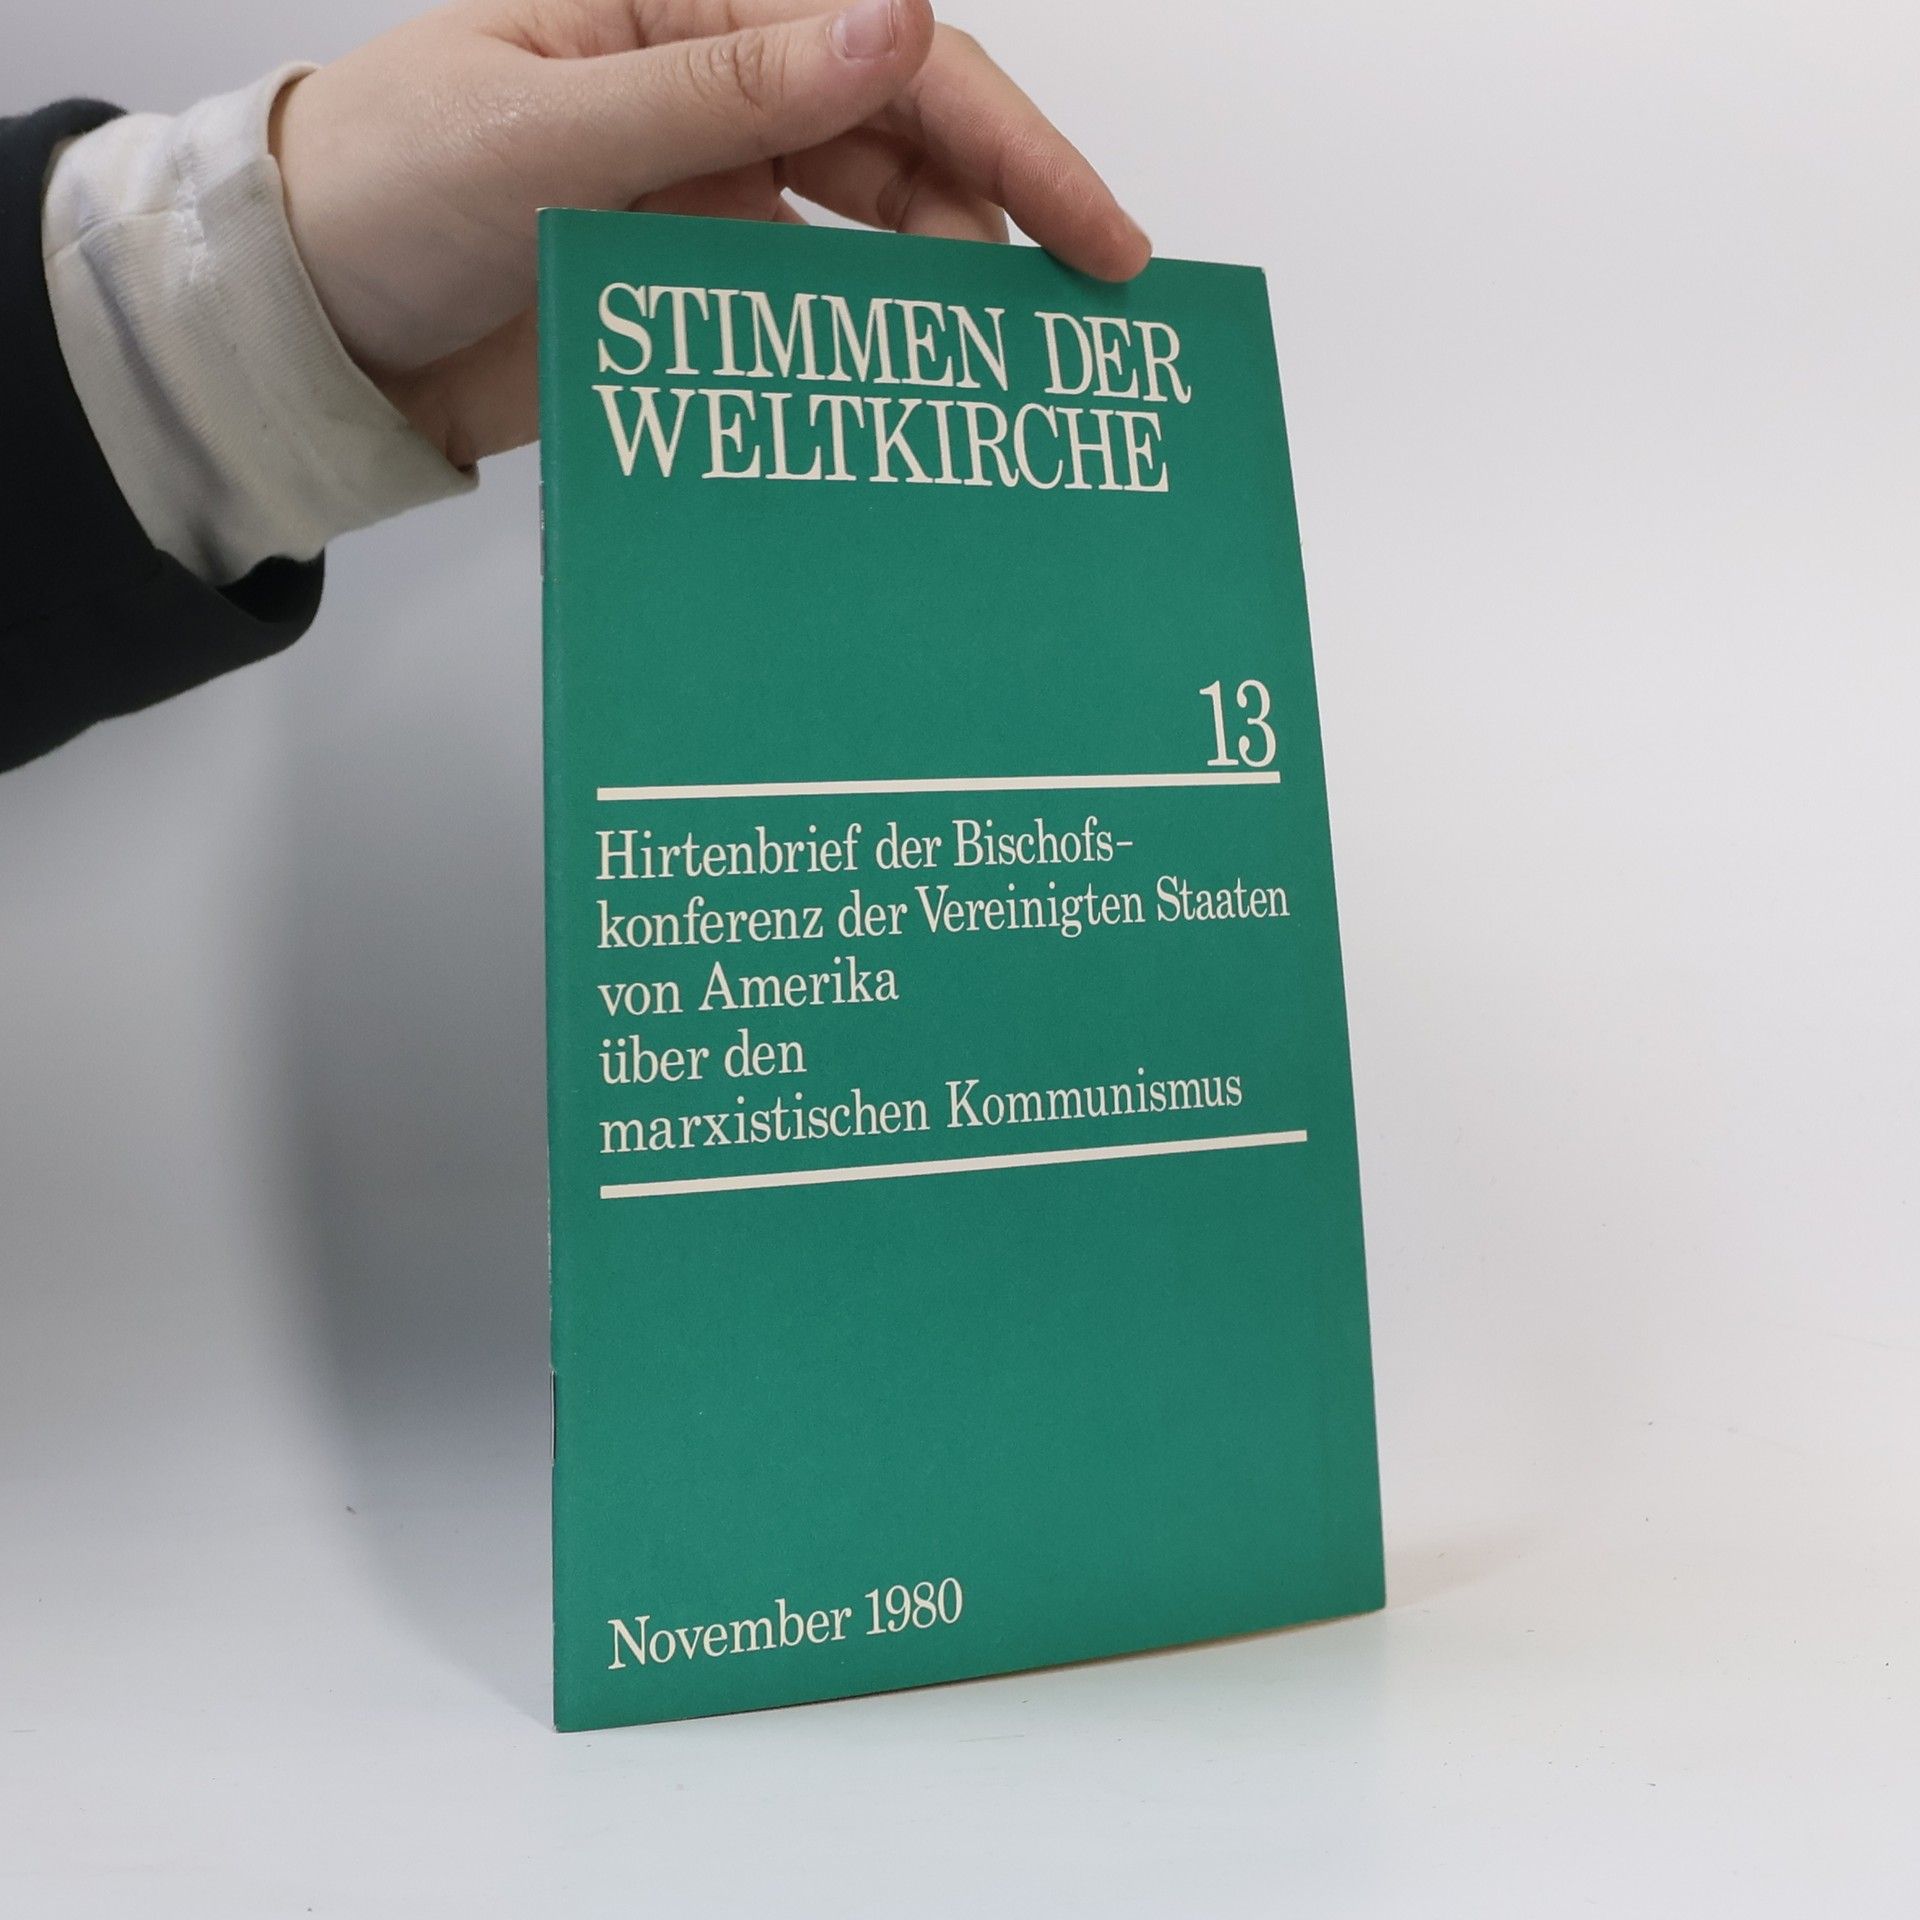 STIMMEN DER
WELTKIRCHE
13
Hirtenbrief der Bischofs-
konferenz der Vereinigten Staaten
von Amerika
über den
marxistischen Kommunismus
November 1980